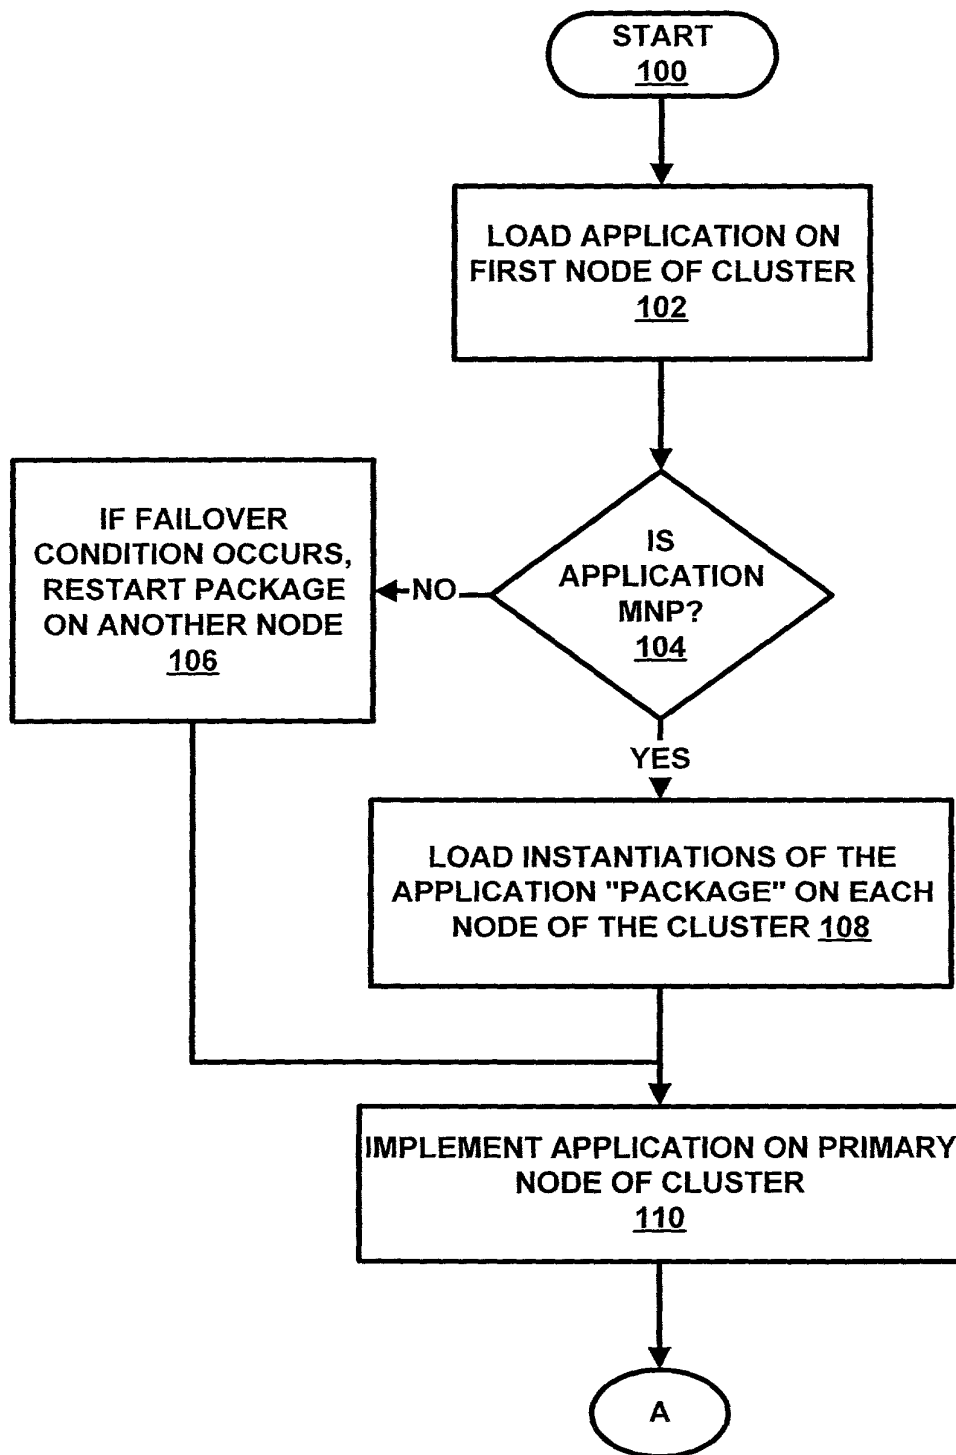 START
100
LOAD APPLICATION ON
FIRST NODE OF CLUSTER
102
IS
APPLICATION
MNP?
104
NO
IF FAILOVER
CONDITION OCCURS,
RESTART PACKAGE
ON ANOTHER NODE
106
YES
LOAD INSTANTIATIONS OF THE
APPLICATION "PACKAGE" ON EACH
NODE OF THE CLUSTER 108
IMPLEMENT APPLICATION ON PRIMARY
NODE OF CLUSTER
110
A